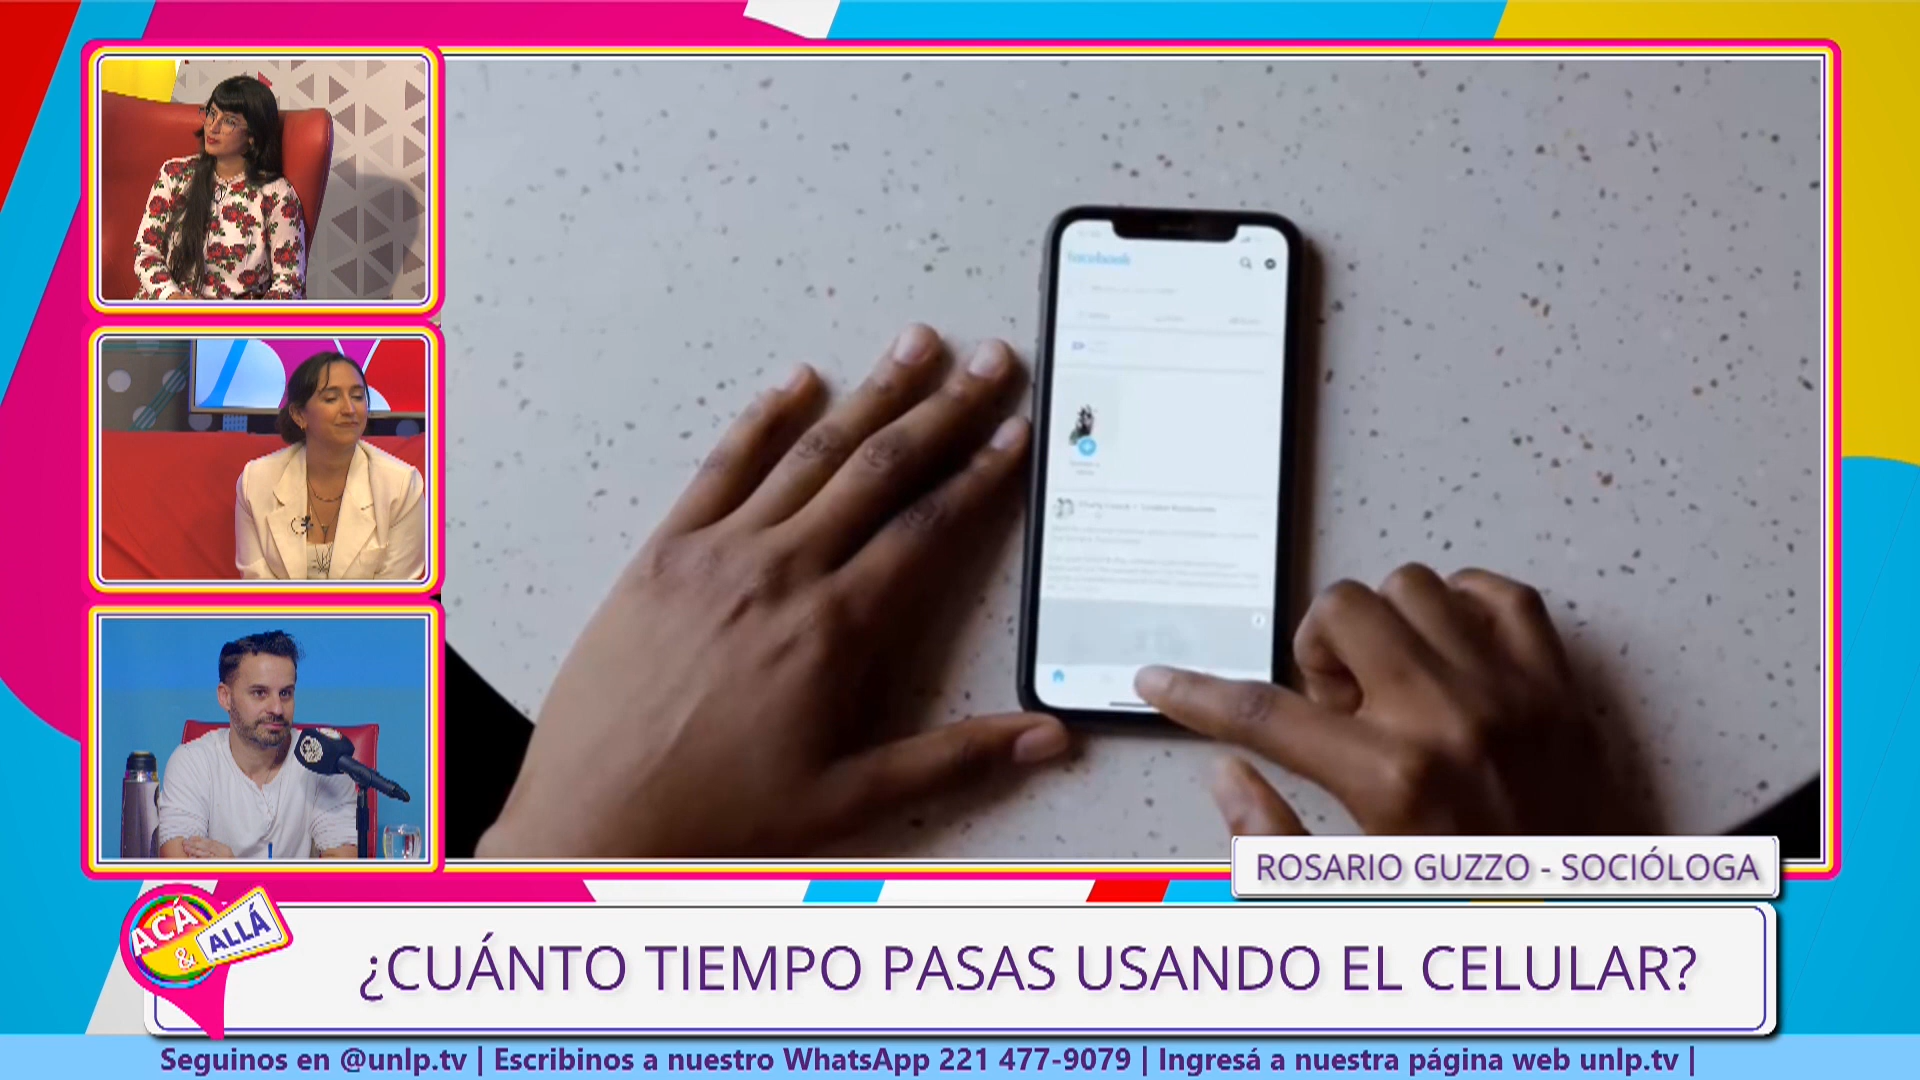 facebook
ROSARIO GUZZO - SOCIÓLOGA
ACÁ
&
ALLÁ
¿CUÁNTO TIEMPO PASAS USANDO EL CELULAR?
Seguinos en @unlp.tv | Escribinos a nuestro WhatsApp 221 477-9079 | Ingresá a nuestra página web unlp.tv |